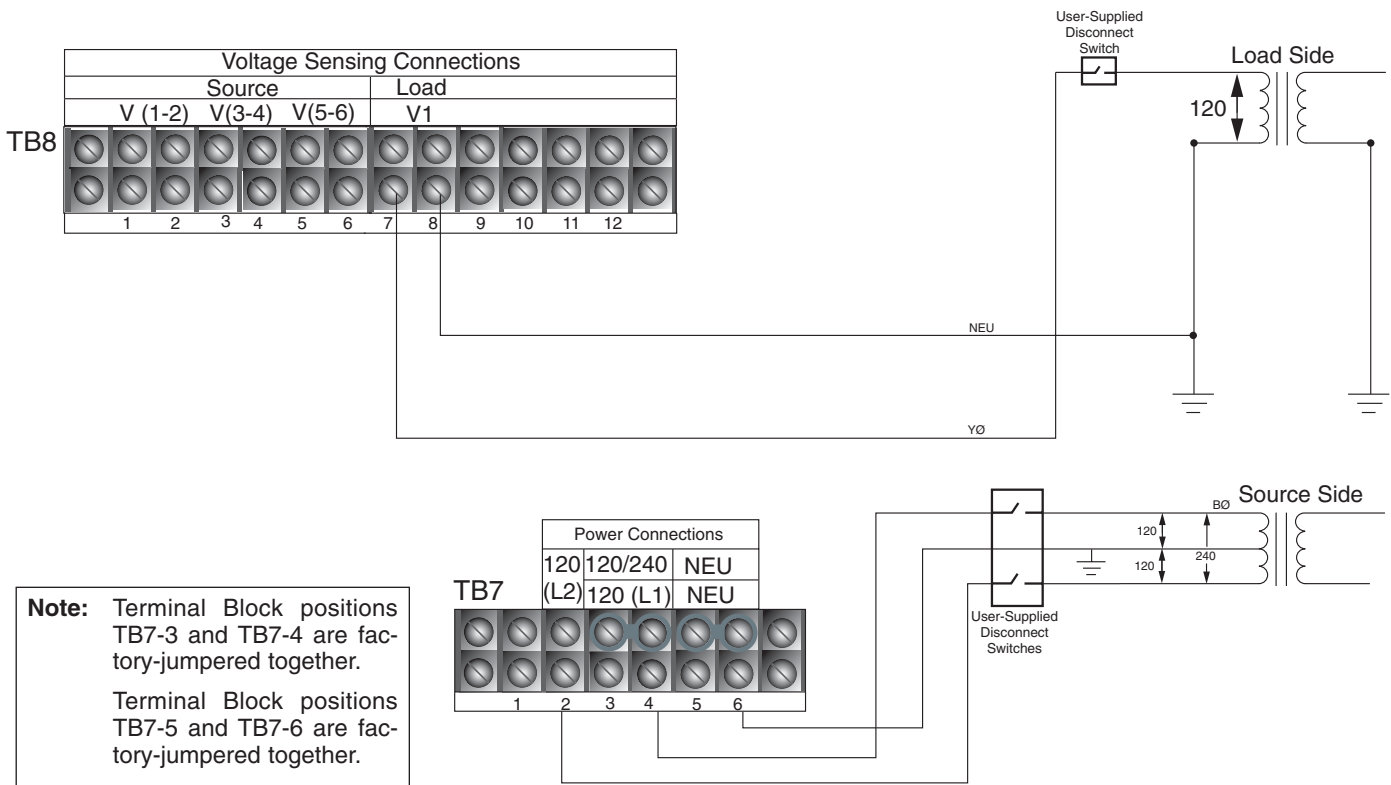 User-Supplied
Disconnect
Switch
Load Side
120
Voltage Sensing Connections
Source Load
V (1-2) V(3-4) V(5-6) V1
TB8
1 2 3 4 5 6 7 8 9 10 11 12
NEU
YØ
Source Side
BØ
120
240
120
User-Supplied
Disconnect
Switches
Power Connections
120 120/240 NEU
(L2) 120 (L1) NEU
TB7
1 2 3 4 5 6
Note: Terminal Block positions
TB7-3 and TB7-4 are fac-
tory-jumpered together.
Terminal Block positions
TB7-5 and TB7-6 are fac-
tory-jumpered together.